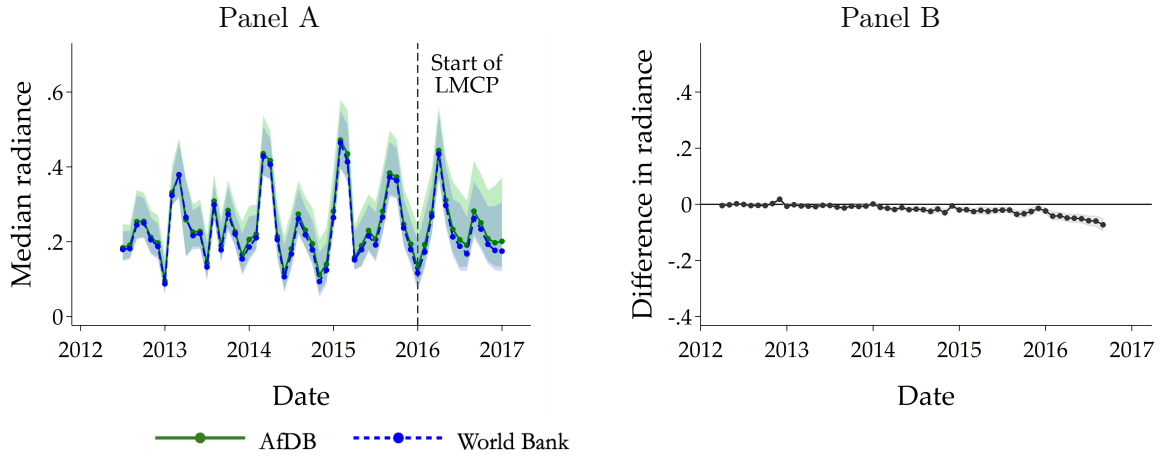 Panel A
Median radiance
.6
.4
.2
0
Start of
LMCP
2012 2013 2014 2015 2016 2017
Date
AfDB World Bank
Panel B
Difference in radiance
.4
.2
0
-.2
-.4
2012 2013 2014 2015 2016 2017
Date